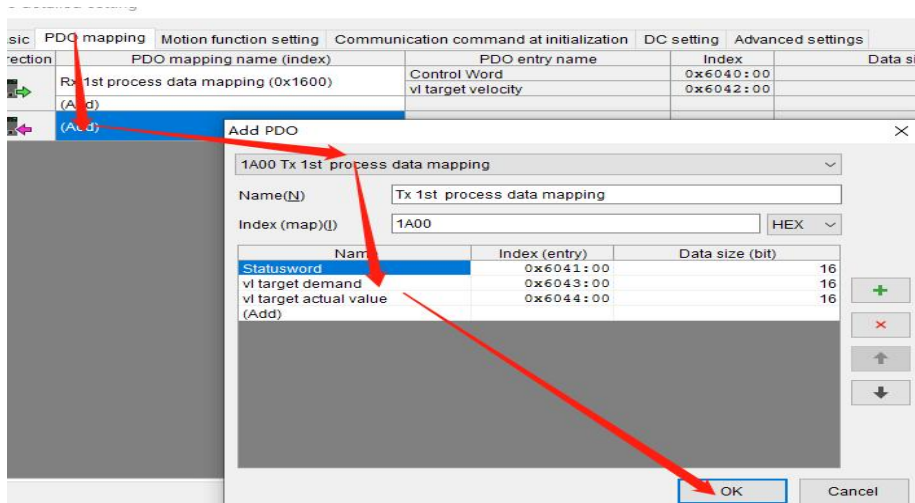 sic PDO mapping Motion function setting Communication command at initialization DC setting Advanced settings
rection PDO mapping name (index) PDO entry name Index Data si
Rx 1st process data mapping (0x1600) Control Word 0x6040:00
vl target velocity 0x6042:00
(Add)
(Add)
Add PDO
1A00 Tx 1st process data mapping
Name(N) Tx 1st process data mapping
Index (map)(I) 1A00 HEX
Name Index (entry) Data size (bit)
Statusword 0x6041:00 16
vl target demand 0x6043:00 16
vl target actual value 0x6044:00 16
(Add)
OK Cancel